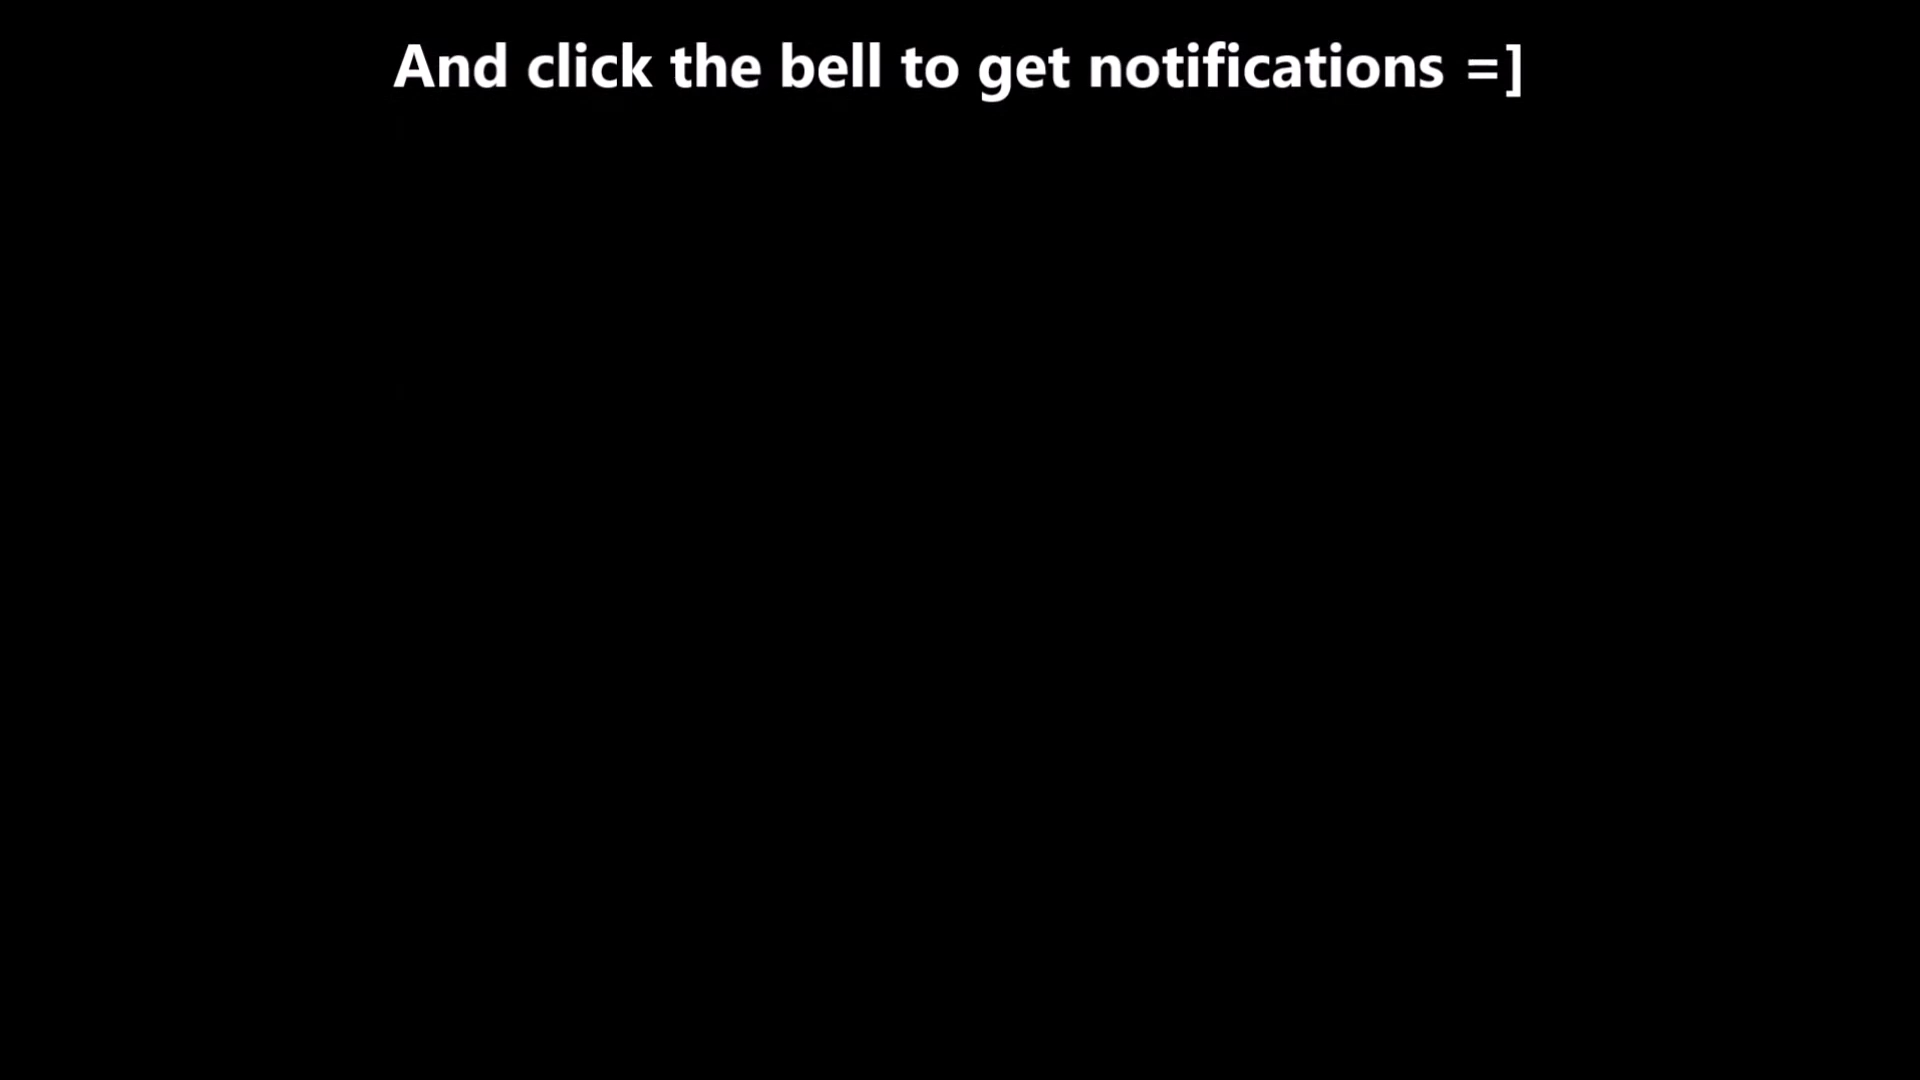 And click the bell to get notifications =]